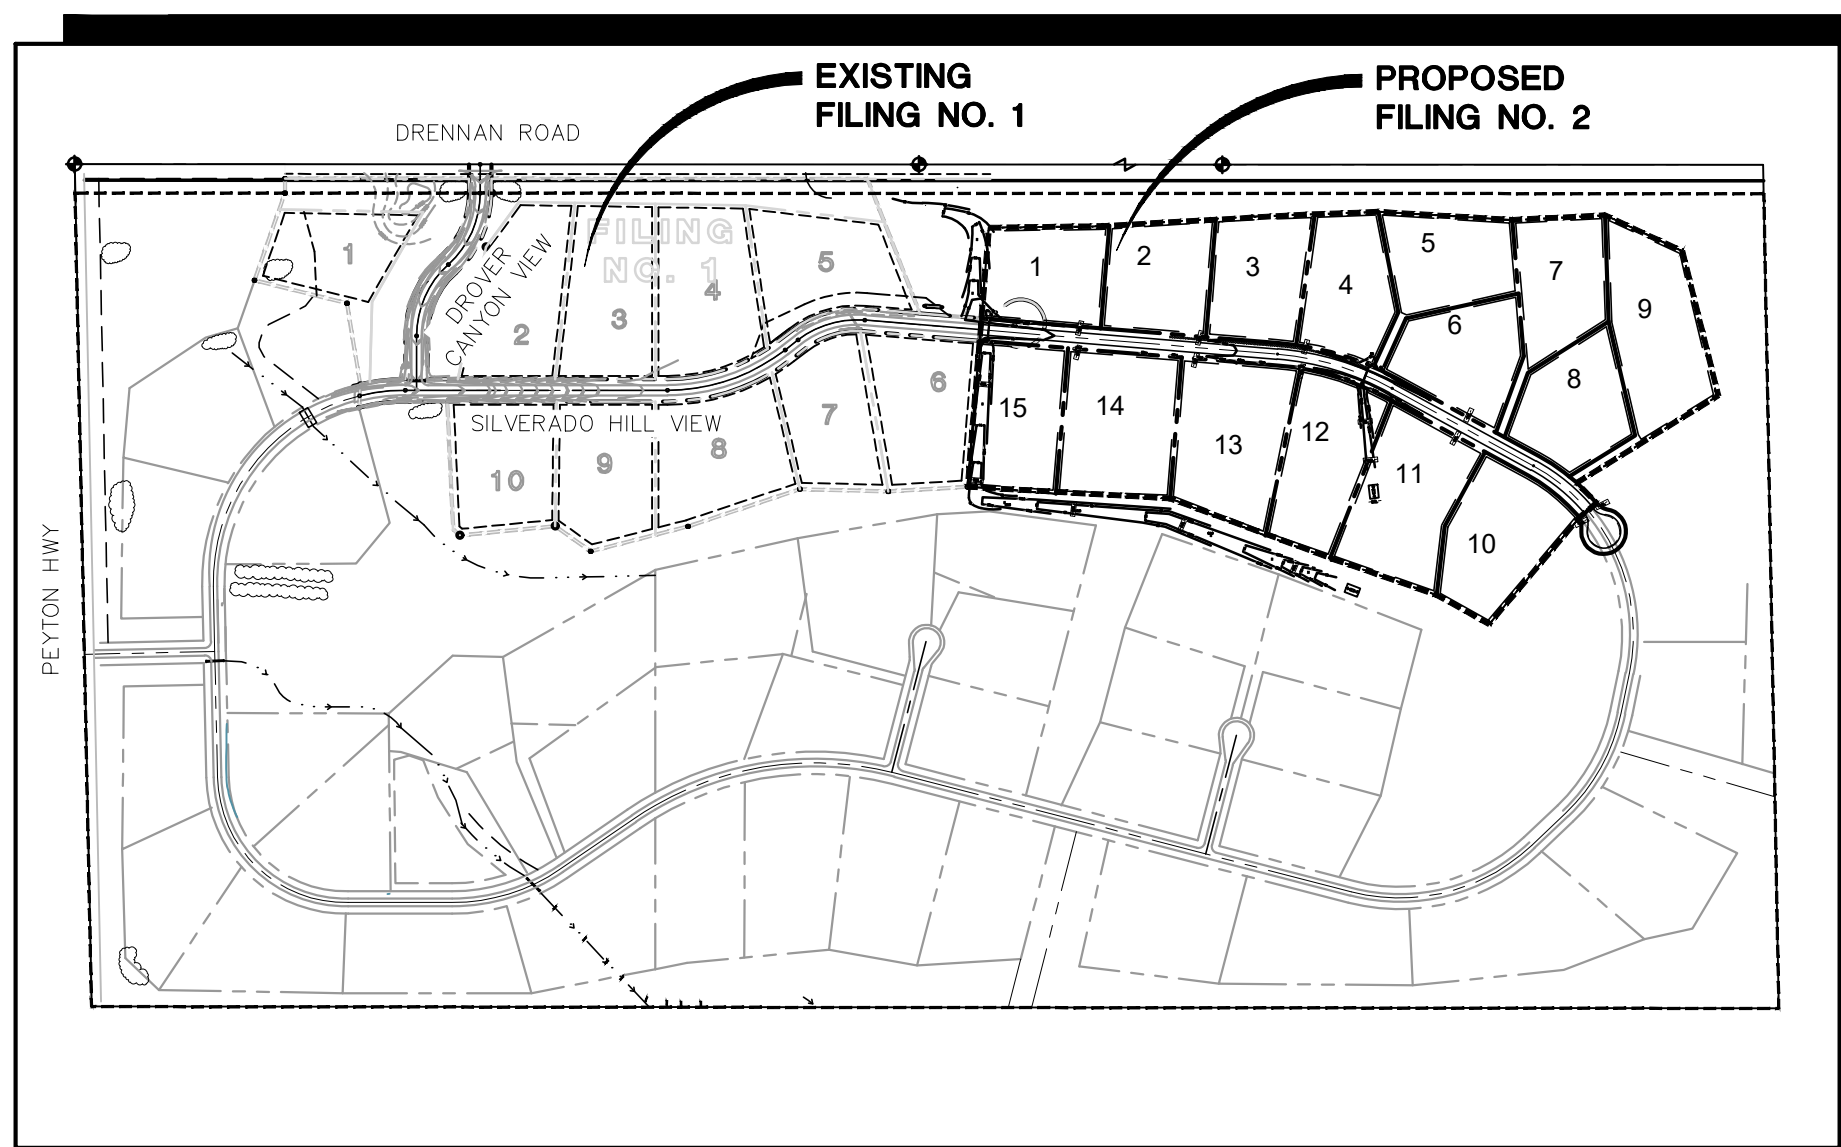 EXISTING
FILING NO. 1
PROPOSED
FILING NO. 2
DRENNAN ROAD
FILING
NO. 1
DROVER
CANYON VIEW
SILVERADO HILL VIEW
PEYTON HWY
1
2
3
4
5
6
7
8
9
10
1
2
3
4
5
6
7
8
9
10
11
12
13
14
15